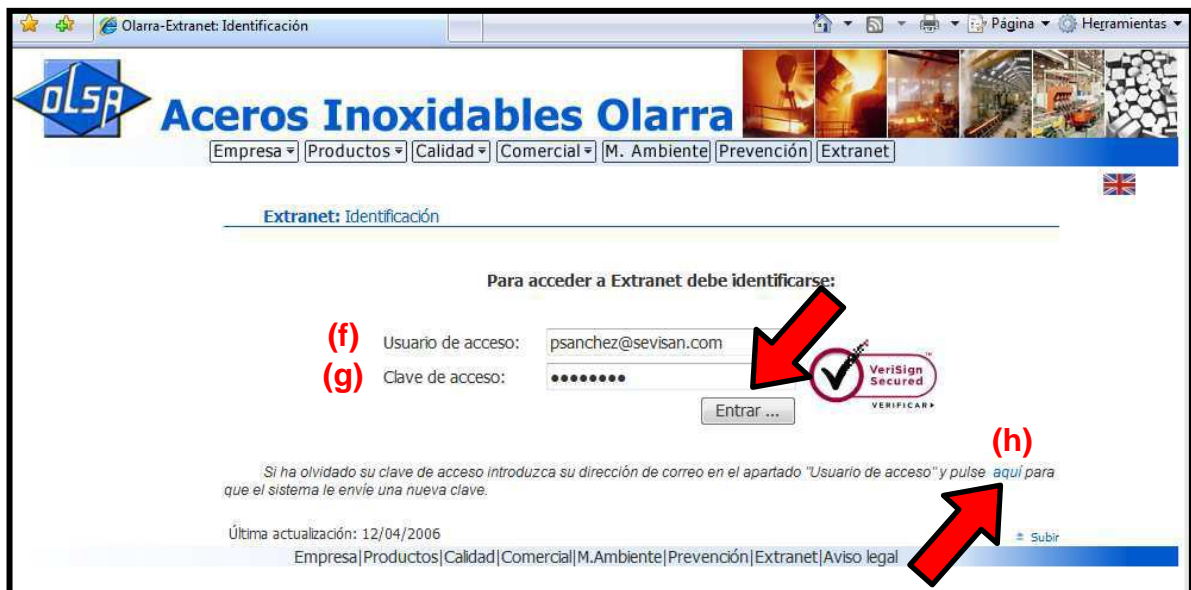 Olarra-Extranet: Identificación
Página Herramientas
OLSA
Aceros Inoxidables Olarra
Empresa Productos Calidad Comercial M. Ambiente Prevención Extranet
Extranet: Identificación
Para acceder a Extranet debe identificarse:
(f) Usuario de acceso: psanchez@sevisan.com
(g) Clave de acceso: ••••••••
VeriSign
Secured
VERIFICAR
Entrar ...
(h)
Si ha olvidado su clave de acceso introduzca su dirección de correo en el apartado "Usuario de acceso" y pulse aquí para
que el sistema le envíe una nueva clave.
Última actualización: 12/04/2006
Subir
Empresa|Productos|Calidad|Comercial|M.Ambiente|Prevención|Extranet|Aviso legal